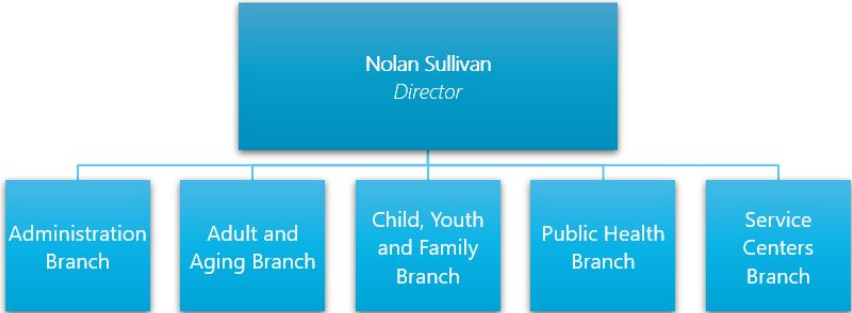 Nolan Sullivan
Director
Administration
Branch
Adult and
Aging Branch
Child, Youth
and Family
Branch
Public Health
Branch
Service
Centers
Branch